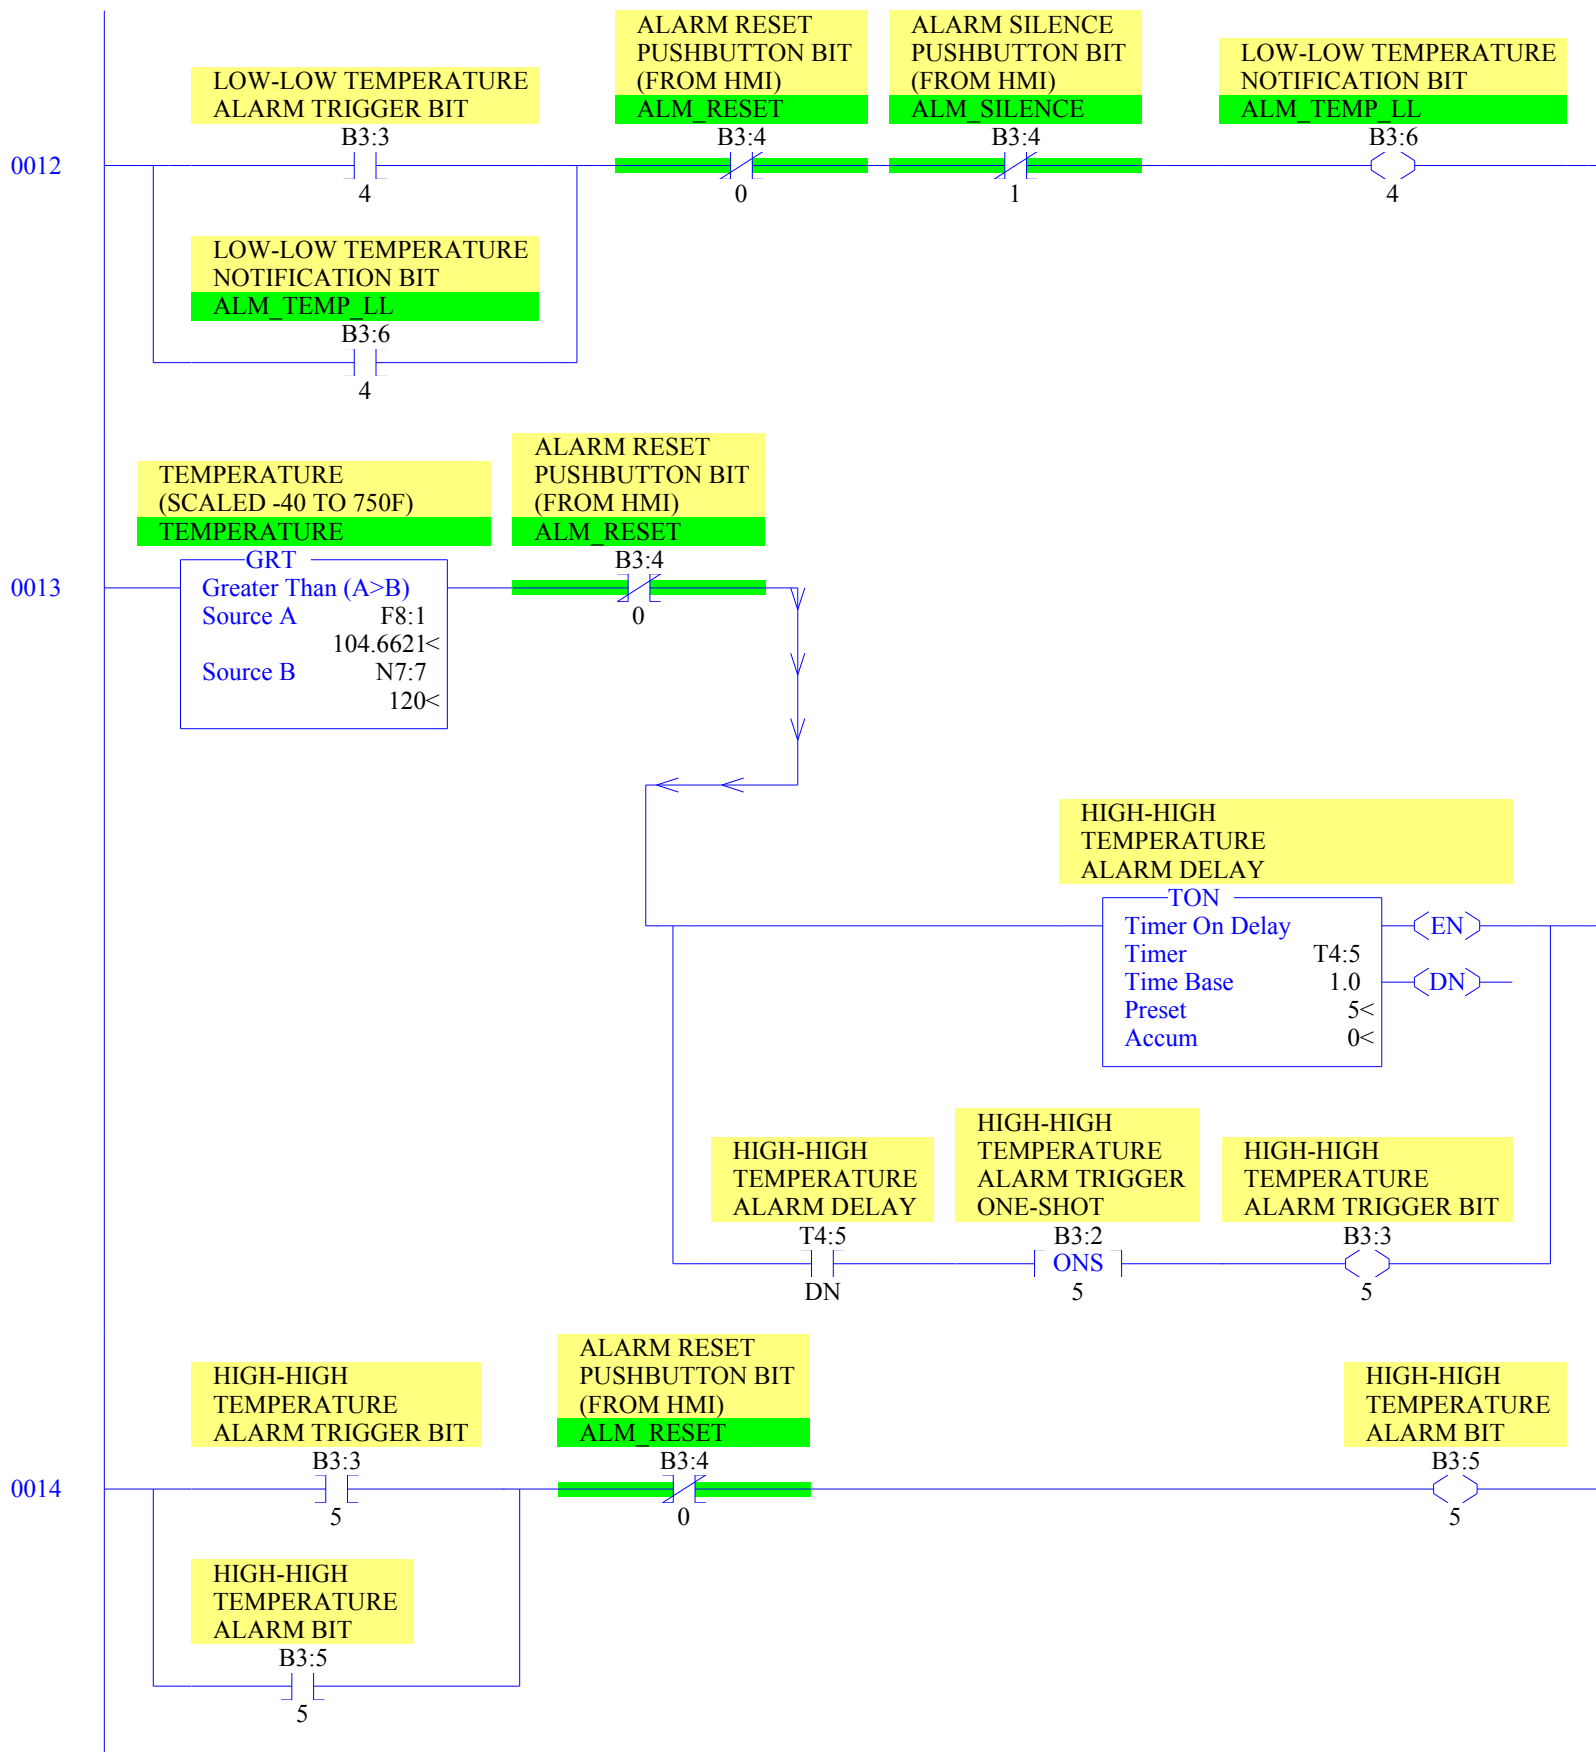 LOW-LOW TEMPERATURE
ALARM TRIGGER BIT
B3:3
4
ALARM RESET
PUSHBUTTON BIT
(FROM HMI)
ALM_RESET
B3:4
0
ALARM SILENCE
PUSHBUTTON BIT
(FROM HMI)
ALM_SILENCE
B3:4
1
LOW-LOW TEMPERATURE
NOTIFICATION BIT
ALM_TEMP_LL
B3:6
4
0012
LOW-LOW TEMPERATURE
NOTIFICATION BIT
ALM_TEMP_LL
B3:6
4
TEMPERATURE
(SCALED -40 TO 750F)
TEMPERATURE
GRT
Greater Than (A>B)
Source A F8:1
104.6621<
Source B N7:7
120<
0013
ALARM RESET
PUSHBUTTON BIT
(FROM HMI)
ALM_RESET
B3:4
0
HIGH-HIGH
TEMPERATURE
ALARM DELAY
TON
Timer On Delay
Timer T4:5
Time Base 1.0
Preset 5<
Accum 0<
EN
DN
HIGH-HIGH
TEMPERATURE
ALARM DELAY
T4:5
DN
HIGH-HIGH
TEMPERATURE
ALARM TRIGGER
ONE-SHOT
B3:2
ONS
5
HIGH-HIGH
TEMPERATURE
ALARM TRIGGER BIT
B3:3
5
HIGH-HIGH
TEMPERATURE
ALARM TRIGGER BIT
B3:3
5
ALARM RESET
PUSHBUTTON BIT
(FROM HMI)
ALM_RESET
B3:4
0
HIGH-HIGH
TEMPERATURE
ALARM BIT
B3:5
5
0014
HIGH-HIGH
TEMPERATURE
ALARM BIT
B3:5
5